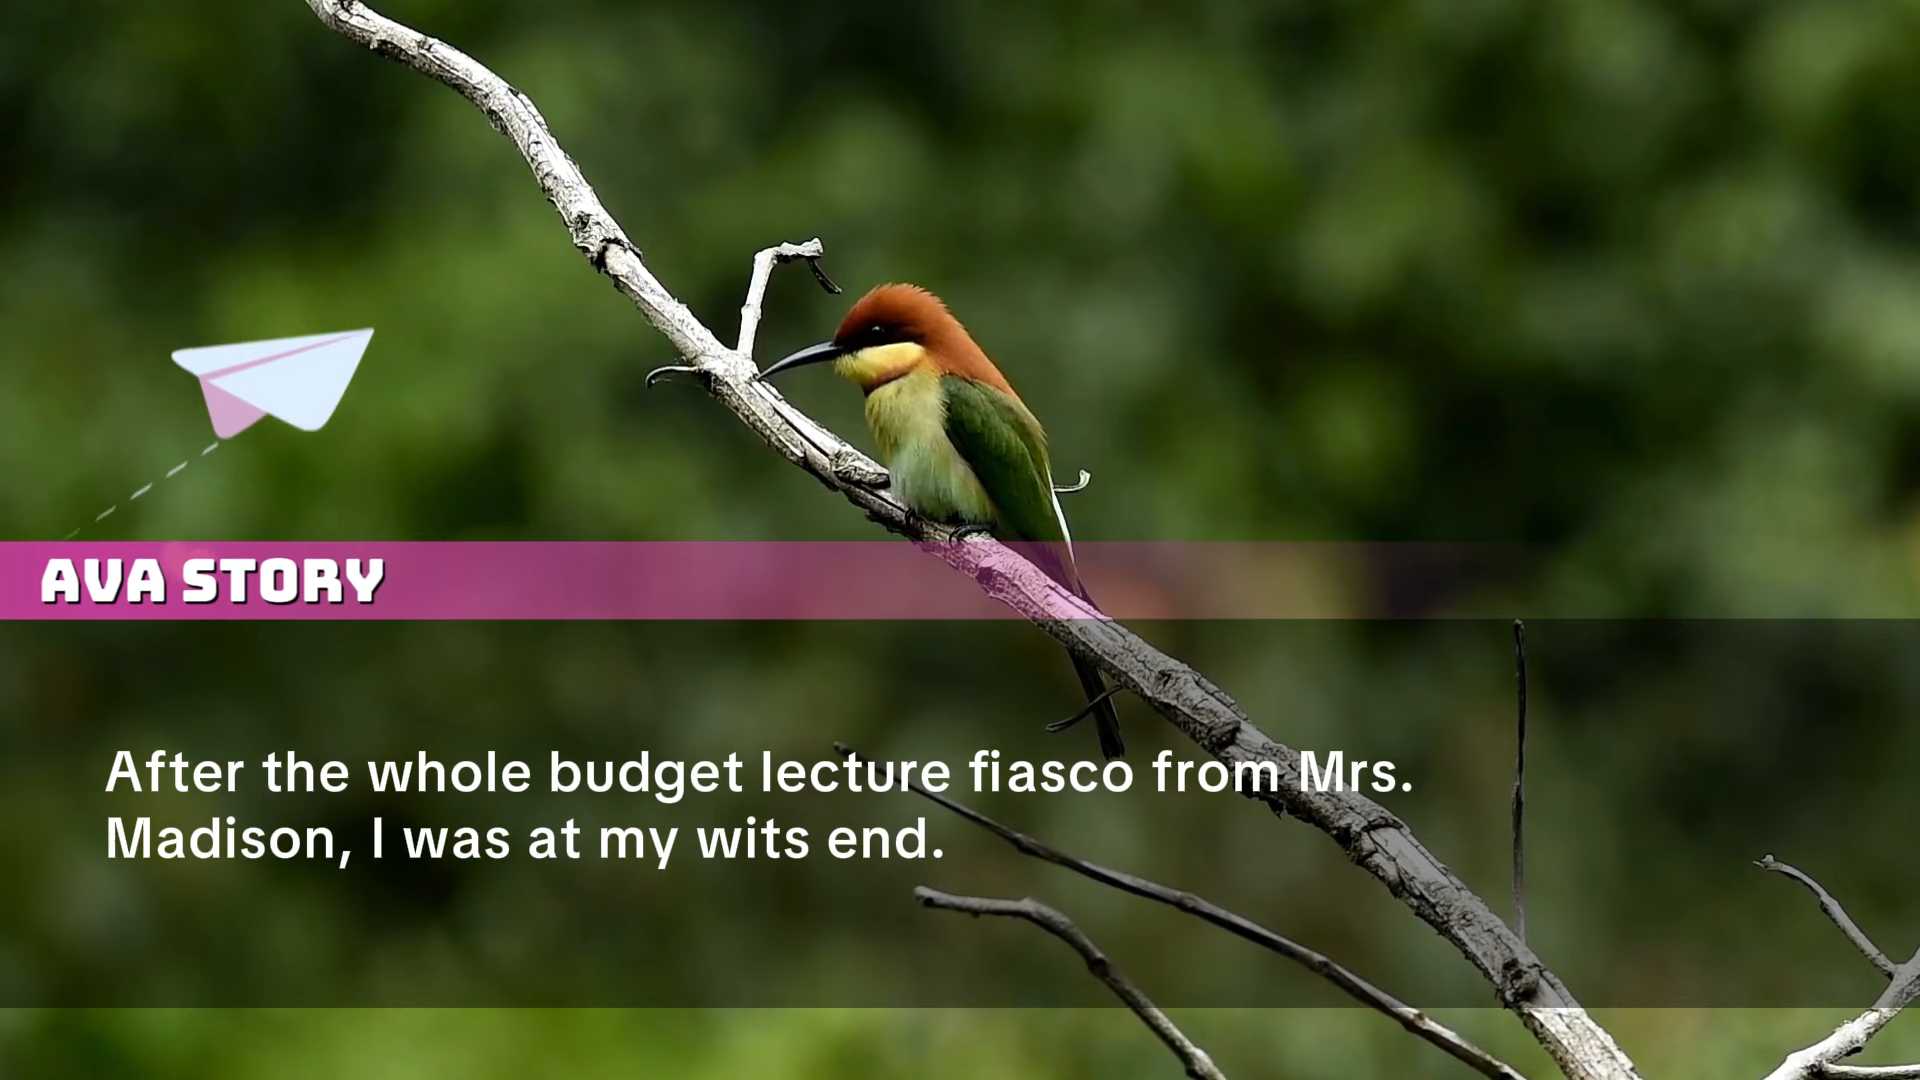 AVA STORY
After the whole budget lecture fiasco from Mrs.
Madison, I was at my wits end.